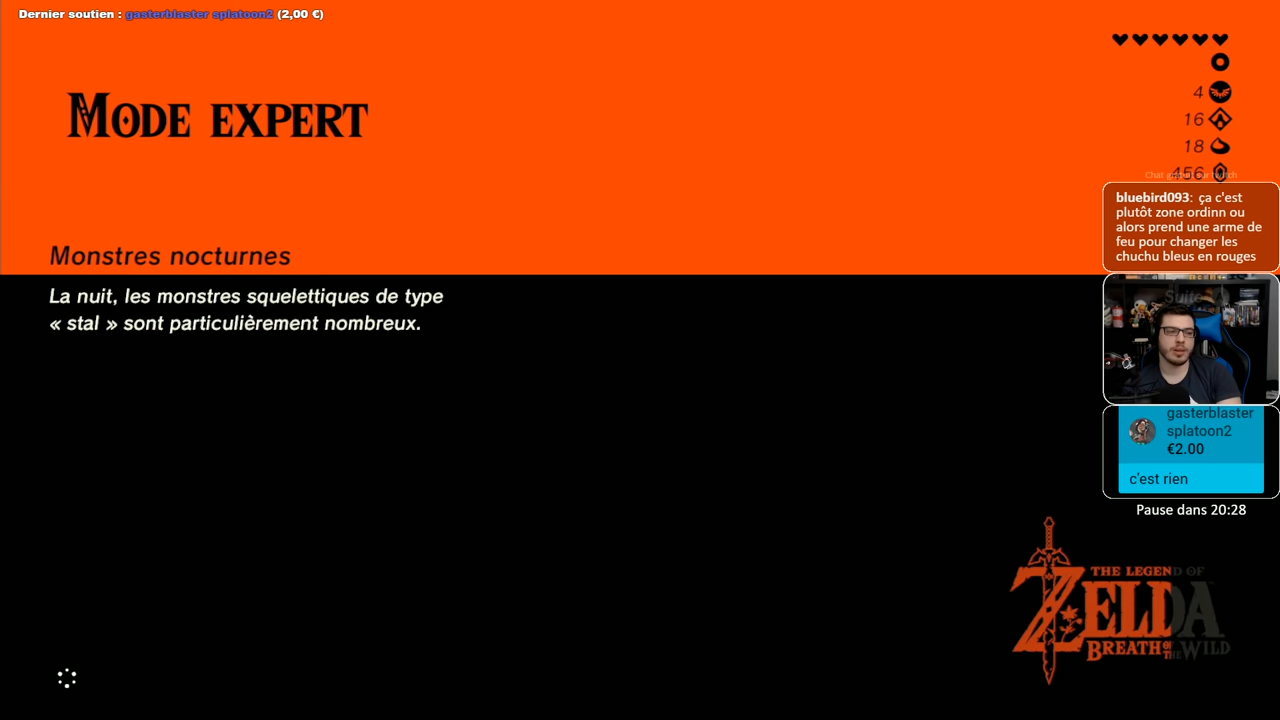 Dernier soutien : gasterblaster splatoon2 (2,00 €)
Mode expert
4
16
18
456
bluebird093: ça c'est
plutôt zone ordinn ou
alors prend une arme de
feu pour changer les
chuchu bleus en rouges
Monstres nocturnes
La nuit, les monstres squelettiques de type
« stal » sont particulièrement nombreux.
Suite
gasterblaster
splatoon2
€2.00
c'est rien
Pause dans 20:28
THE LEGEND OF
ZELDA
BREATH OF THE WILD